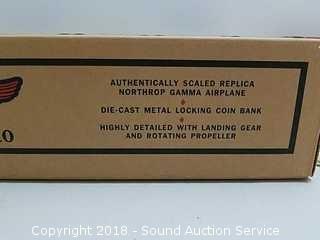 AUTHENTICALLY SCALED REPLICA
NORTHROP GAMMA AIRPLANE
DIE-CAST METAL LOCKING COIN BANK
HIGHLY DETAILED WITH LANDING GEAR
AND ROTATING PROPELLER
Copyright 2018 - Sound Auction Service